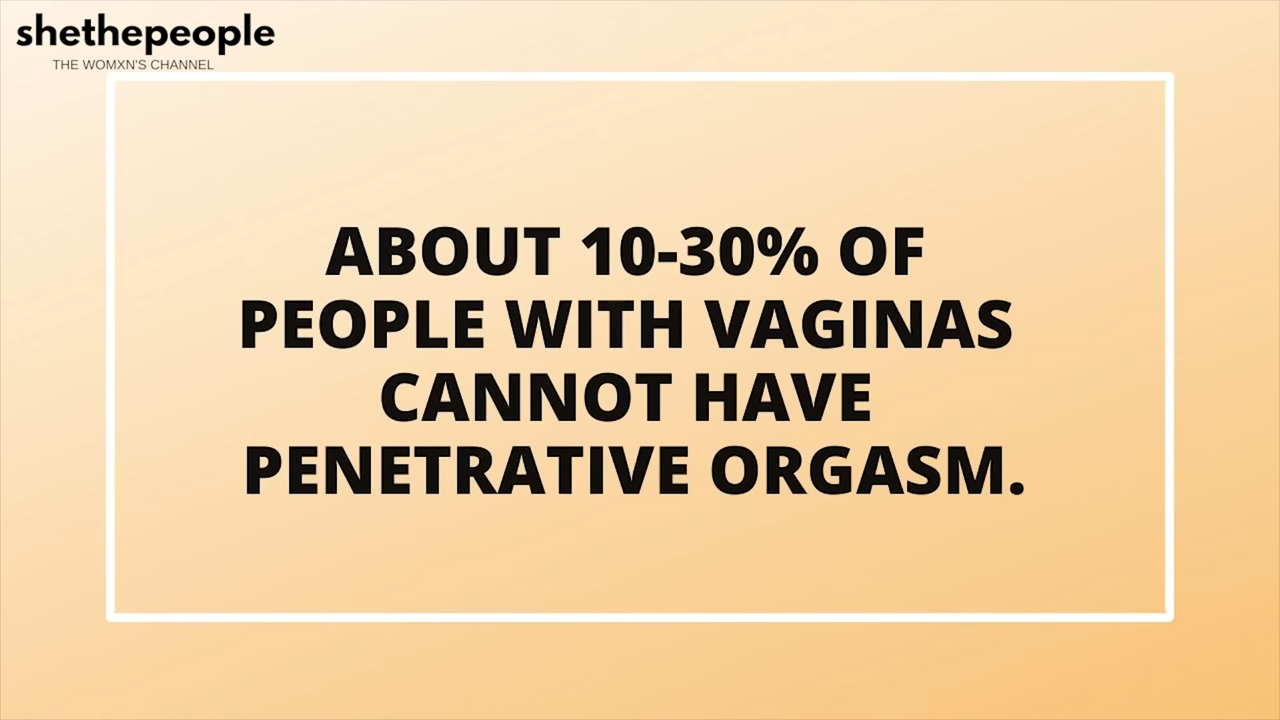 shethepeople
THE WOMXN'S CHANNEL
ABOUT 10-30% OF
PEOPLE WITH VAGINAS
CANNOT HAVE
PENETRATIVE ORGASM.